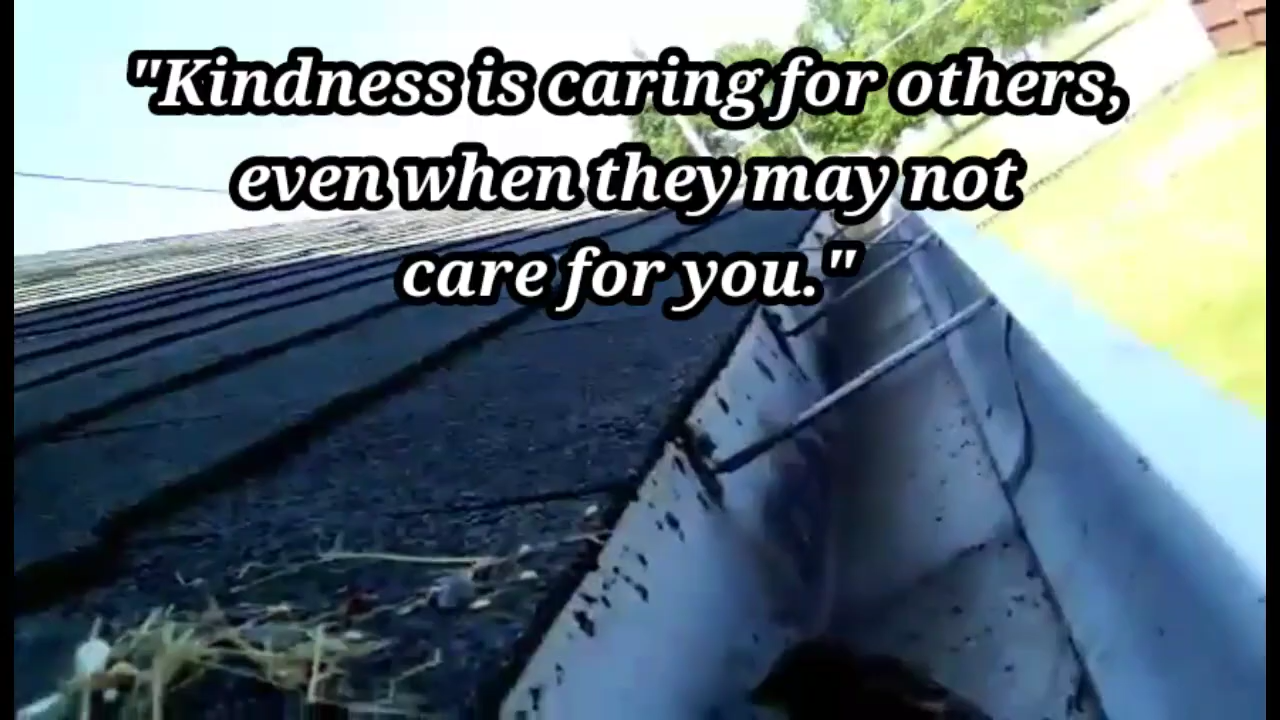 "Kindness is caring for others,
even when they may not
care for you."